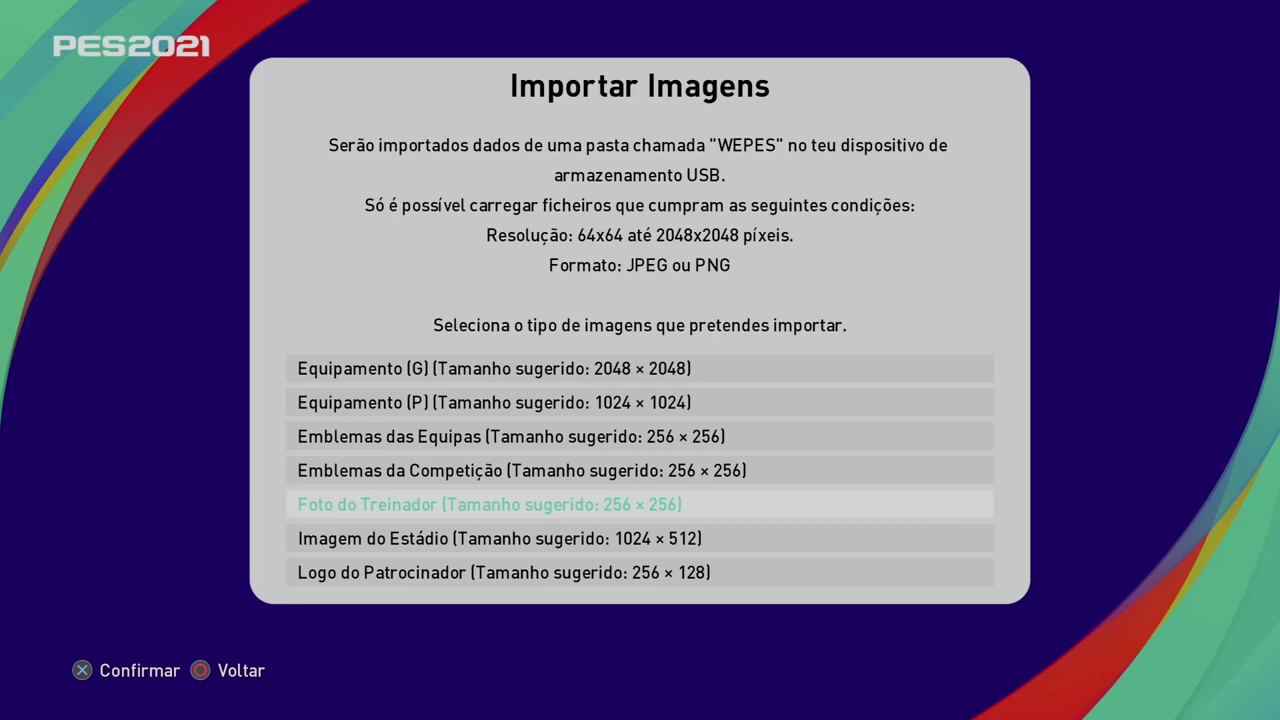 PES2021
Importar Imagens
Serão importados dados de uma pasta chamada "WEPES" no teu dispositivo de
armazenamento USB.
Só é possível carregar ficheiros que cumpram as seguintes condições:
Resolução: 64x64 até 2048x2048 píxeis.
Formato: JPEG ou PNG
Seleciona o tipo de imagens que pretendes importar.
Equipamento (G) (Tamanho sugerido: 2048 × 2048)
Equipamento (P) (Tamanho sugerido: 1024 × 1024)
Emblemas das Equipas (Tamanho sugerido: 256 × 256)
Emblemas da Competição (Tamanho sugerido: 256 × 256)
Foto do Treinador (Tamanho sugerido: 256 × 256)
Imagem do Estádio (Tamanho sugerido: 1024 × 512)
Logo do Patrocinador (Tamanho sugerido: 256 × 128)
Confirmar Voltar